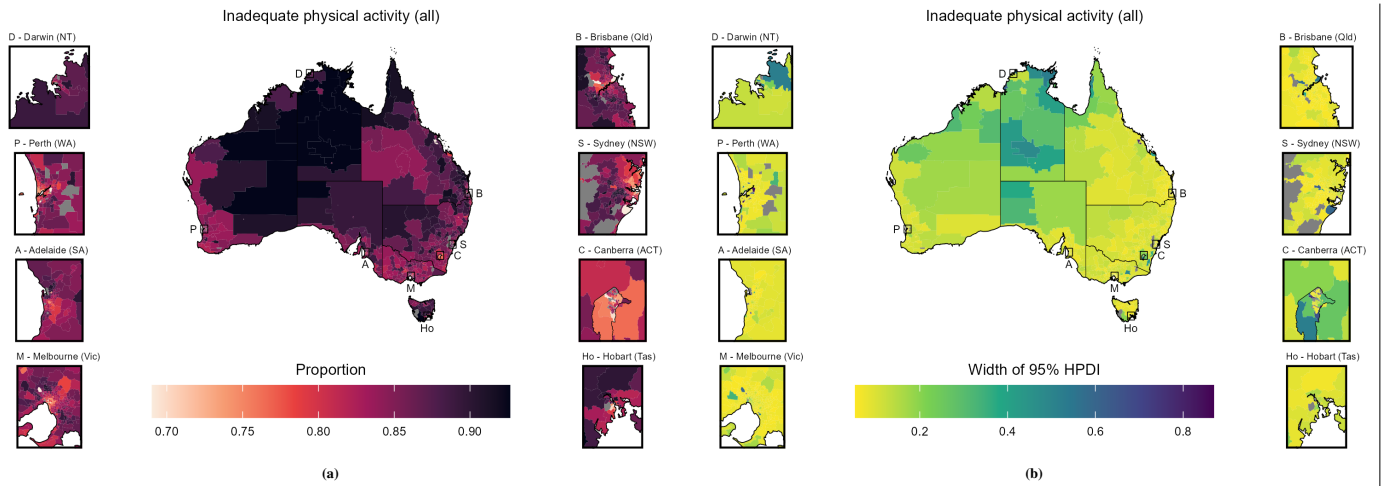 Inadequate physical activity (all)
D - Darwin (NT)
P - Perth (WA)
A - Adelaide (SA)
M - Melbourne (Vic)
D
P
A
M
Ho
C
S
B
B - Brisbane (Qld)
S - Sydney (NSW)
C - Canberra (ACT)
Ho - Hobart (Tas)
Proportion
0.70 0.75 0.80 0.85 0.90
(a)
Inadequate physical activity (all)
D - Darwin (NT)
P - Perth (WA)
A - Adelaide (SA)
M - Melbourne (Vic)
D
P
A
M
Ho
C
S
B
B - Brisbane (Qld)
S - Sydney (NSW)
C - Canberra (ACT)
Ho - Hobart (Tas)
Width of 95% HPDI
0.2 0.4 0.6 0.8
(b)